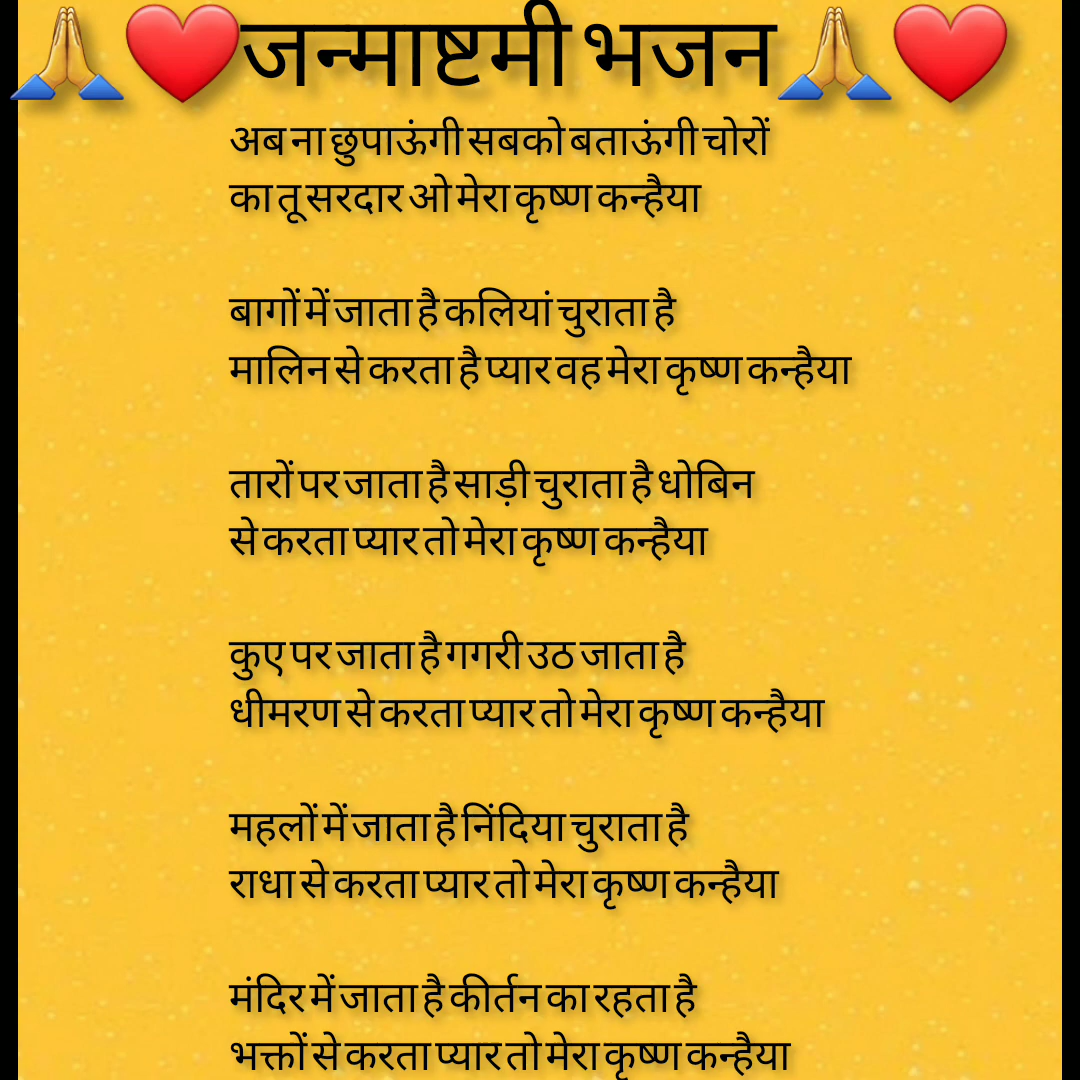 🙏❤️जन्माष्टमी भजन🙏❤️
अब ना छुपाऊंगी सबको बताऊंगी चोरों
का तू सरदार ओ मेरा कृष्ण कन्हैया
बागों में जाता है कलियां चुराता है
मालिन से करता है प्यार वह मेरा कृष्ण कन्हैया
तारों पर जाता है साड़ी चुराता है धोबिन
से करता प्यार तो मेरा कृष्ण कन्हैया
कुए पर जाता है गगरी उठ जाता है
धीमरण से करता प्यार तो मेरा कृष्ण कन्हैया
महलों में जाता है निंदिया चुराता है
राधा से करता प्यार तो मेरा कृष्ण कन्हैया
मंदिर में जाता है कीर्तन का रहता है
भक्तों से करता प्यार तो मेरा कृष्ण कन्हैया